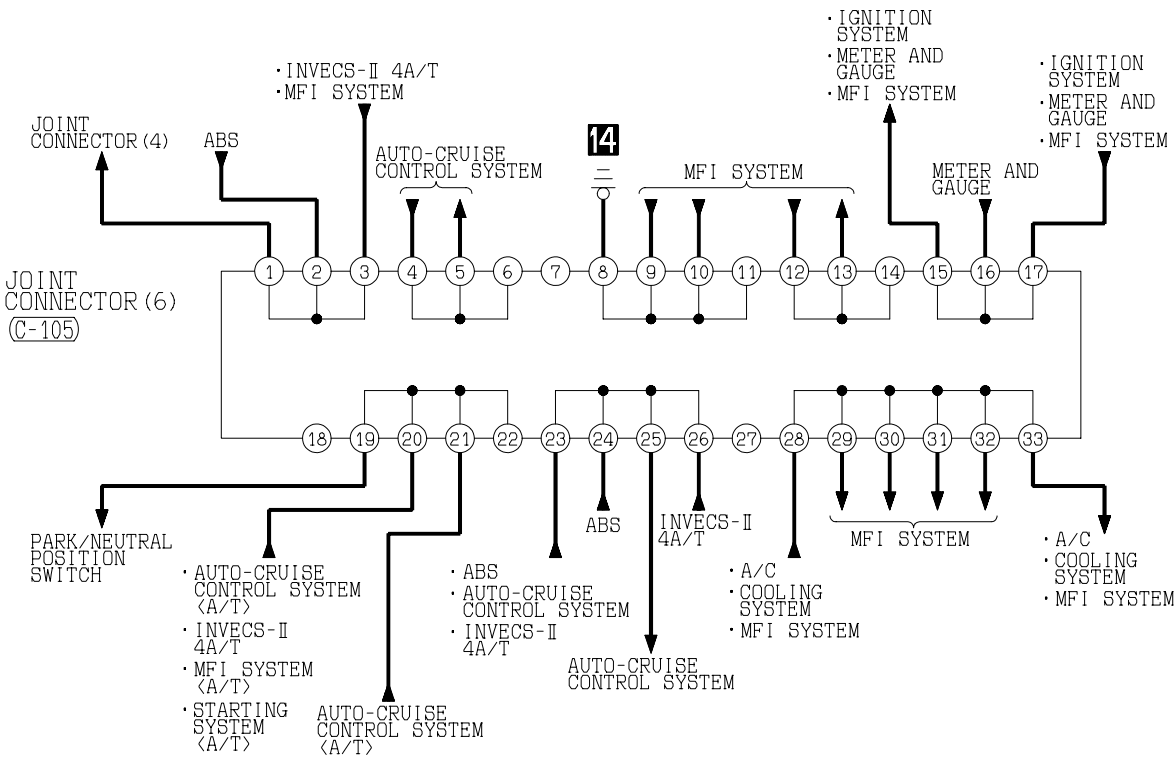 · IGNITION
SYSTEM
· METER AND
GAUGE
· MFI SYSTEM
· IGNITION
SYSTEM
· METER AND
GAUGE
· MFI SYSTEM
· INVECS-Ⅱ 4A/T
· MFI SYSTEM
JOINT
CONNECTOR(4)
ABS
AUTO-CRUISE
CONTROL SYSTEM
14
MFI SYSTEM
METER AND
GAUGE
1 2 3 4 5 6 7 8 9 10 11 12 13 14 15 16 17
JOINT
CONNECTOR(6)
C-105
18 19 20 21 22 23 24 25 26 27 28 29 30 31 32 33
PARK/NEUTRAL
POSITION
SWITCH
· AUTO-CRUISE
CONTROL SYSTEM
〈A/T〉
· INVECS-Ⅱ
4A/T
· MFI SYSTEM
〈A/T〉
· STARTING
SYSTEM
〈A/T〉
AUTO-CRUISE
CONTROL SYSTEM
〈A/T〉
· ABS
· AUTO-CRUISE
CONTROL SYSTEM
· INVECS-Ⅱ
4A/T
ABS
AUTO-CRUISE
CONTROL SYSTEM
INVECS-Ⅱ
4A/T
· A/C
· COOLING
SYSTEM
· MFI SYSTEM
MFI SYSTEM
· A/C
· COOLING
SYSTEM
· MFI SYSTEM